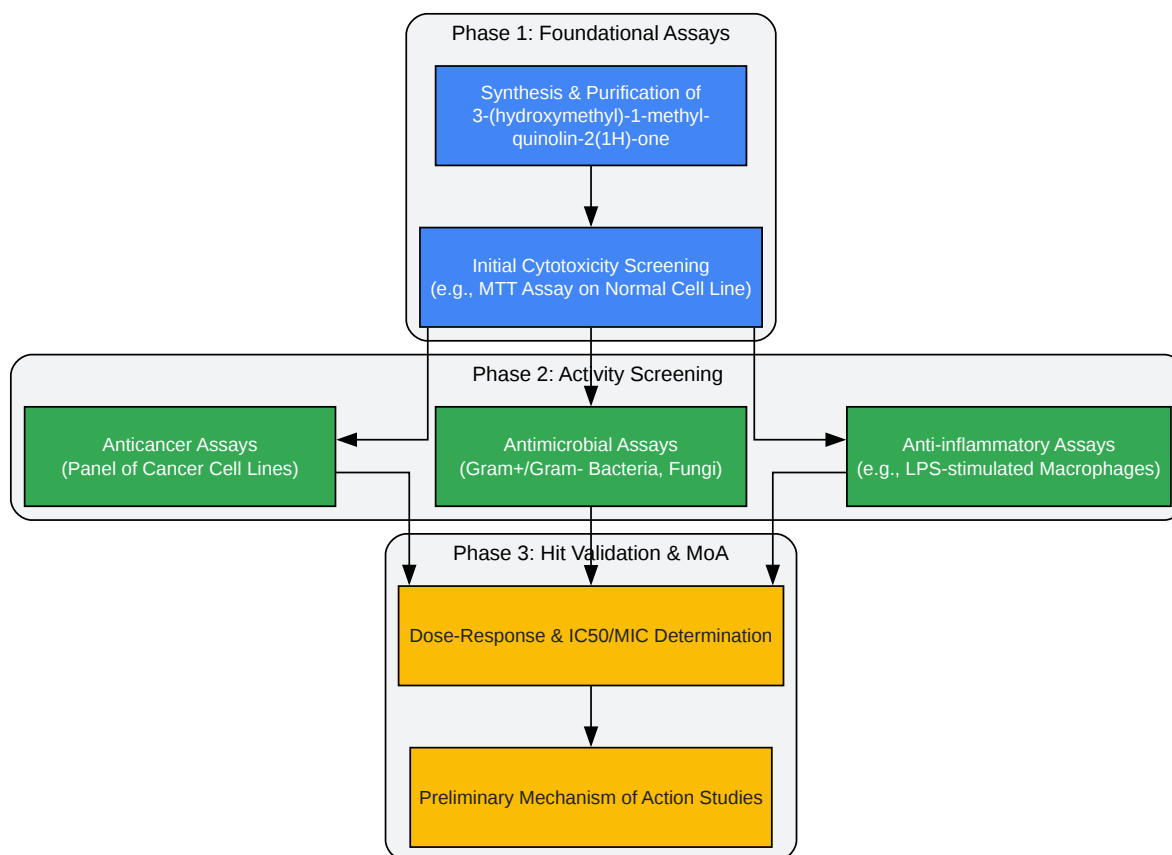 Phase 1: Foundational Assays
Synthesis & Purification of
3-(hydroxymethyl)-1-methyl-
quinolin-2(1H)-one
Initial Cytotoxicity Screening
(e.g., MTT Assay on Normal Cell Line)
Phase 2: Activity Screening
Anticancer Assays
(Panel of Cancer Cell Lines)
Antimicrobial Assays
(Gram+/Gram- Bacteria, Fungi)
Anti-inflammatory Assays
(e.g., LPS-stimulated Macrophages)
Phase 3: Hit Validation & MoA
Dose-Response & IC50/MIC Determination
Preliminary Mechanism of Action Studies